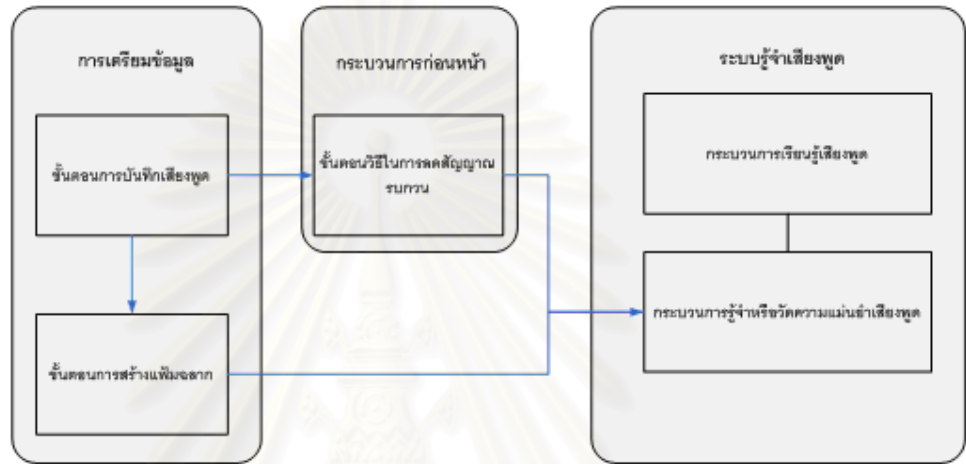 การเตรียมข้อมูล
ขั้นตอนการบันทึกเสียงพูด
ขั้นตอนการสร้างแฟ้มฉลาก
กระบวนการก่อนหน้า
ขั้นตอนวิธีในการลดสัญญาณ
รบกวน
ระบบรู้จำเสียงพูด
กระบวนการเรียนรู้เสียงพูด
กระบวนการรู้จำหรือวัดความแม่นยำเสียงพูด